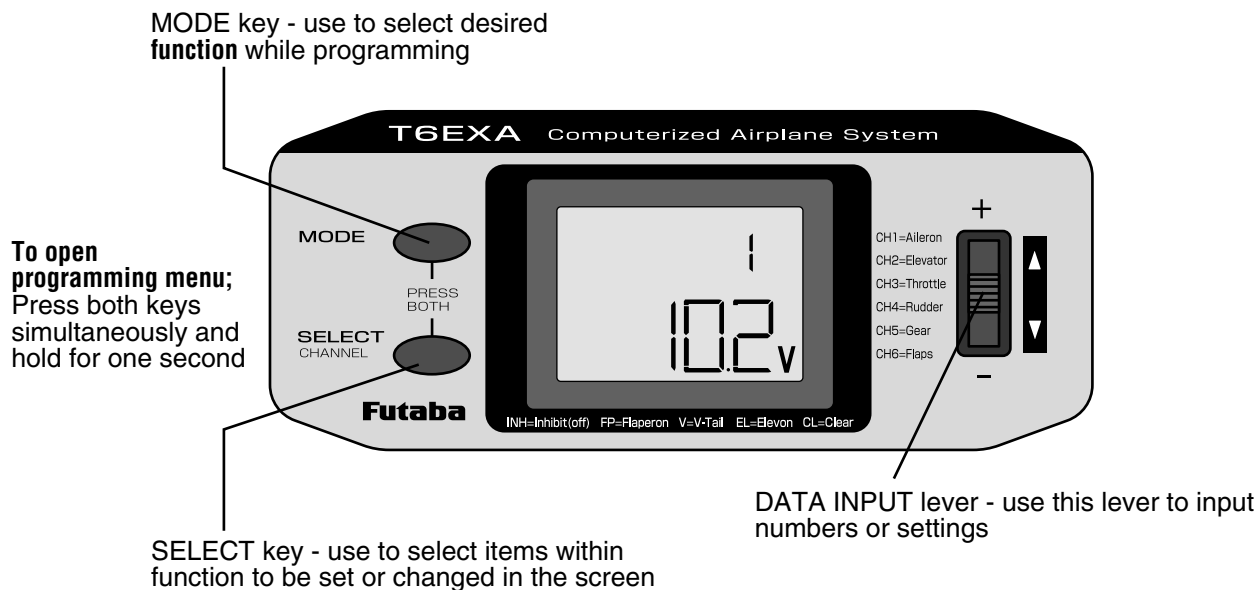 MODE key - use to select desired
function while programming
T6EXA Computerized Airplane System
To open
programming menu;
Press both keys
simultaneously and
hold for one second
MODE
PRESS
BOTH
SELECT
CHANNEL
Futaba
1
10.2V
INH=Inhibit(off) FP=Flaperon V=V-Tail EL=Elevon CL=Clear
CH1=Aileron
CH2=Elevator
CH3=Throttle
CH4=Rudder
CH5=Gear
CH6=Flaps
+
−
DATA INPUT lever - use this lever to input
numbers or settings
SELECT key - use to select items within
function to be set or changed in the screen